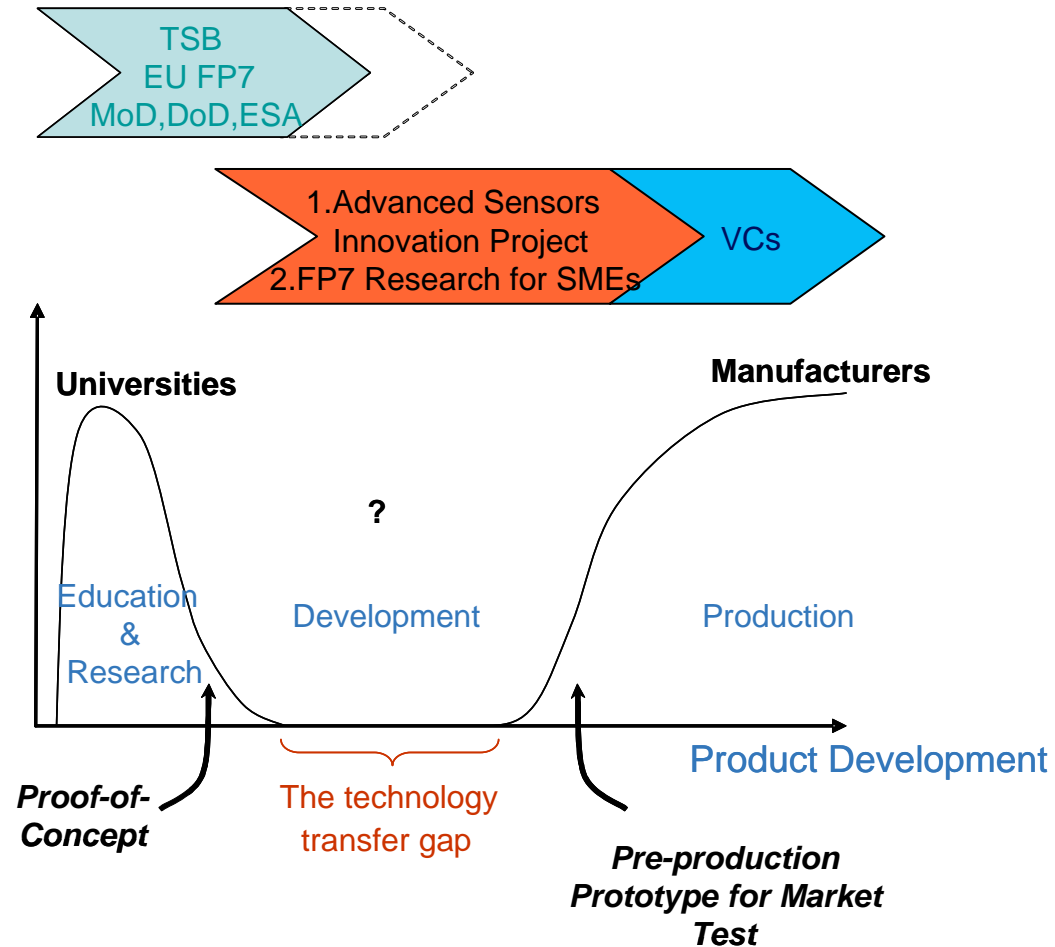 TSB
EU FP7
MoD,DoD,ESA
1.Advanced Sensors
Innovation Project
2.FP7 Research for SMEs
VCs
Universities
Manufacturers
?
Education
&
Research
Development
Production
Product Development
Proof-of-
Concept
The technology
transfer gap
Pre-production
Prototype for Market
Test